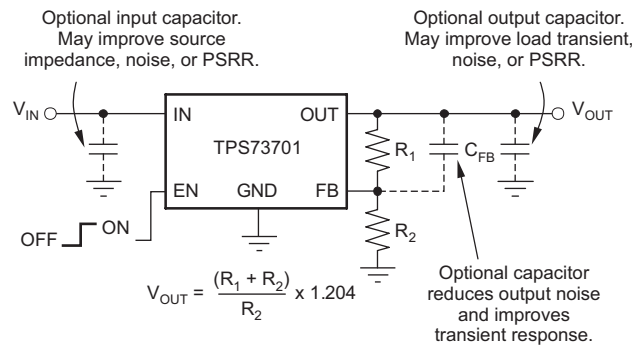 Optional input capacitor.
May improve source
impedance, noise, or PSRR.
Optional output capacitor.
May improve load transient,
noise, or PSRR.
VIN
IN
OUT
VOUT
TPS73701
R1
CFB
EN
GND
FB
OFF
ON
R2
VOUT = (R1 + R2) / R2 x 1.204
Optional capacitor
reduces output noise
and improves
transient response.